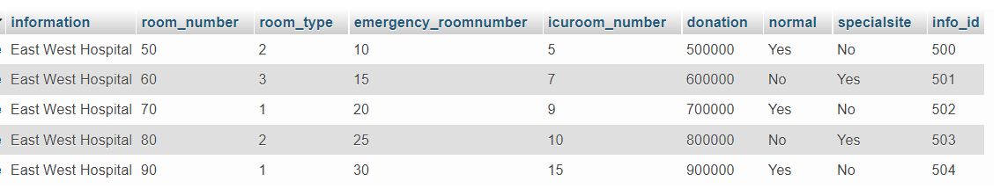 information room_number room_type emergency_roomnumber icuroom_number donation normal specialsite info_id
East West Hospital 50 2 10 5 500000 Yes No 500
East West Hospital 60 3 15 7 600000 No Yes 501
East West Hospital 70 1 20 9 700000 Yes No 502
East West Hospital 80 2 25 10 800000 No Yes 503
East West Hospital 90 1 30 15 900000 Yes No 504